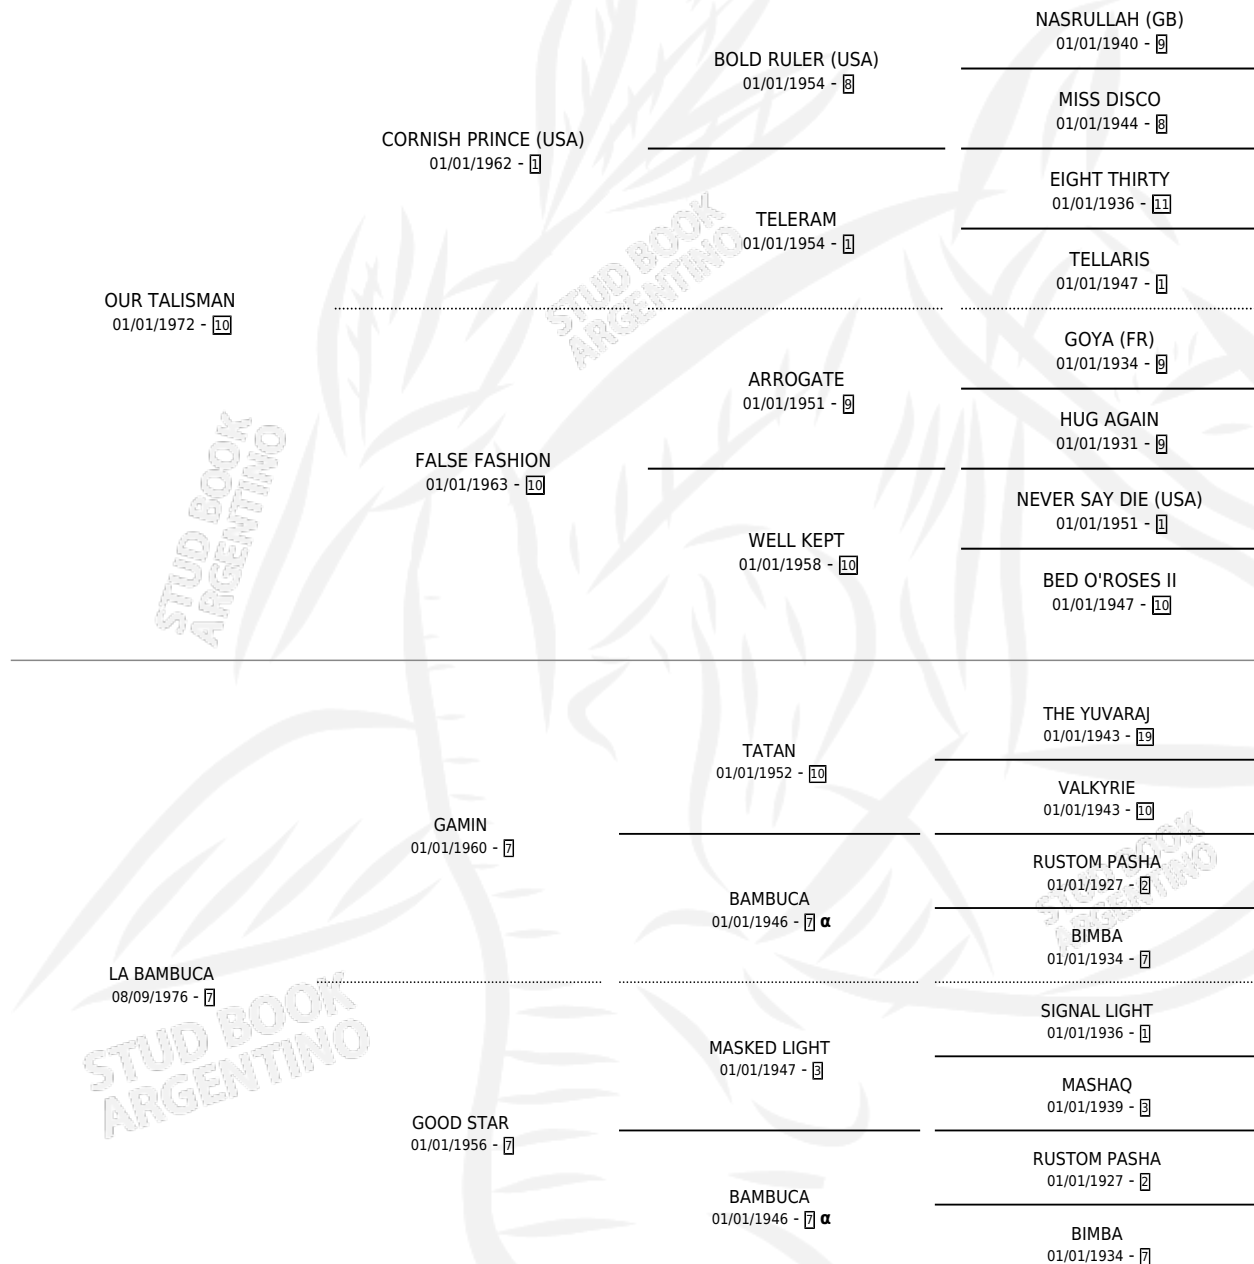 NASRULLAH (GB)
01/01/1940 - 9
BOLD RULER (USA)
01/01/1954 - 8
MISS DISCO
01/01/1944 - 8
CORNISH PRINCE (USA)
01/01/1962 - 1
EIGHT THIRTY
01/01/1936 - 11
TELERAM
01/01/1954 - 1
TELLARIS
01/01/1947 - 1
OUR TALISMAN
01/01/1972 - 10
GOYA (FR)
01/01/1934 - 9
ARROGATE
01/01/1951 - 9
HUG AGAIN
01/01/1931 - 9
FALSE FASHION
01/01/1963 - 10
NEVER SAY DIE (USA)
01/01/1951 - 1
WELL KEPT
01/01/1958 - 10
BED O'ROSES II
01/01/1947 - 10
THE YUVARAJ
01/01/1943 - 19
TATAN
01/01/1952 - 10
VALKYRIE
01/01/1943 - 10
GAMIN
01/01/1960 - 7
RUSTOM PASHA
01/01/1927 - 2
BAMBUCA
01/01/1946 - 7 α
BIMBA
01/01/1934 - 7
LA BAMBUCA
08/09/1976 - 7
SIGNAL LIGHT
01/01/1936 - 1
MASKED LIGHT
01/01/1947 - 3
MASHAQ
01/01/1939 - 3
GOOD STAR
01/01/1956 - 7
RUSTOM PASHA
01/01/1927 - 2
BAMBUCA
01/01/1946 - 7 α
BIMBA
01/01/1934 - 7
STUD BOOK
ARGENTINO
STUD BOOK
ARGENTINO
STUD BOOK
ARGENTINO
STUD BOOK
ARGENTINO